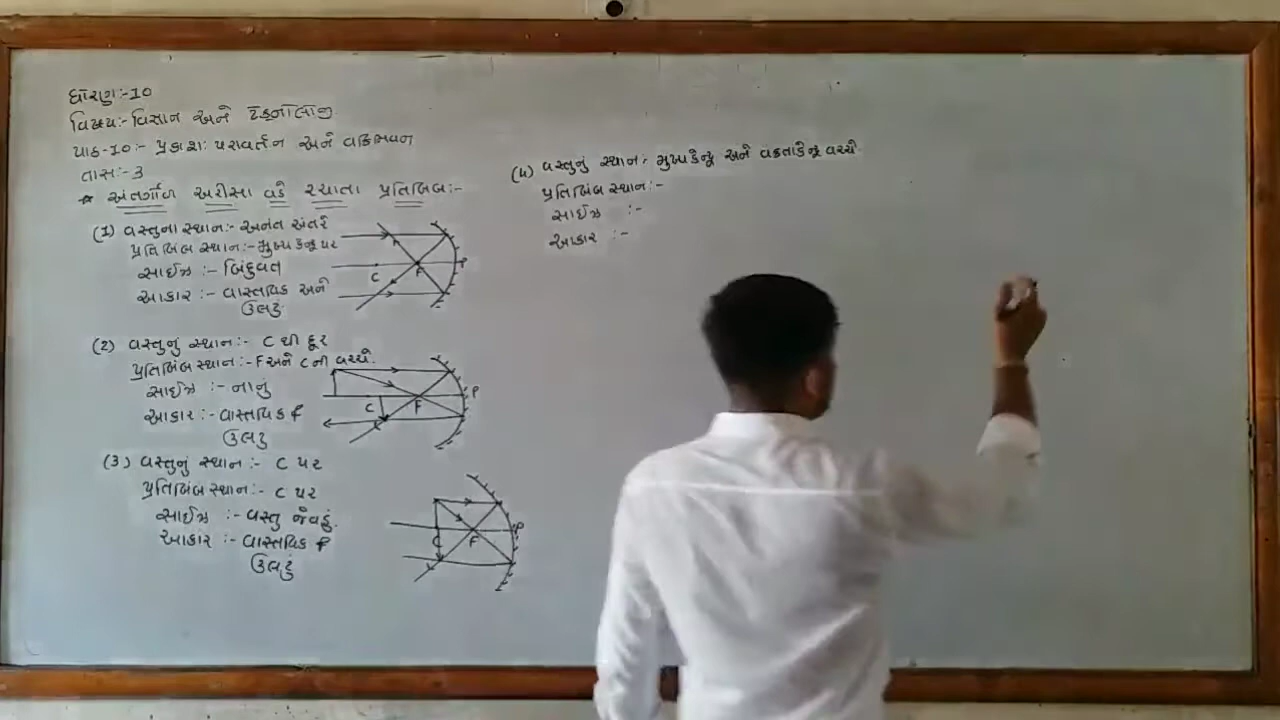 ધોરણ:-10
વિષય:- વિજ્ઞાન અને ટેકનોલોજી
પાઠ-10:- પ્રકાશ: પરાવર્તન અને વક્રિભવન
તાસ:- 3
* અંતર્ગોળ અરીસા વડે રચાતા પ્રતિબિંબ:-
(1) વસ્તુના સ્થાન:- અનંત અંતરે
પ્રતિબિંબ સ્થાન:- મુખ્ય કેન્દ્ર પર
સાઈઝ :- બિંદુવત
આકાર :- વાસ્તવિક અને
ઉલટું
C F P
(2) વસ્તુનું સ્થાન:- C થી દૂર
પ્રતિબિંબ સ્થાન:- F અને C ની વચ્ચે.
સાઈઝ :- નાનું
આકાર :- વાસ્તવિક f
ઉલટુ
C F P
(3) વસ્તુનું સ્થાન:- C પર
પ્રતિબિંબ સ્થાન:- C પર
સાઈઝ :- વસ્તુ જેવડું
આકાર :- વાસ્તવિક f
ઉલટું
C F P
(4) વસ્તુનું સ્થાન:- મુખ્યકેન્દ્ર અને વક્રતાકેન્દ્ર વચ્ચે
પ્રતિબિંબ સ્થાન:-
સાઈઝ :-
આકાર :-